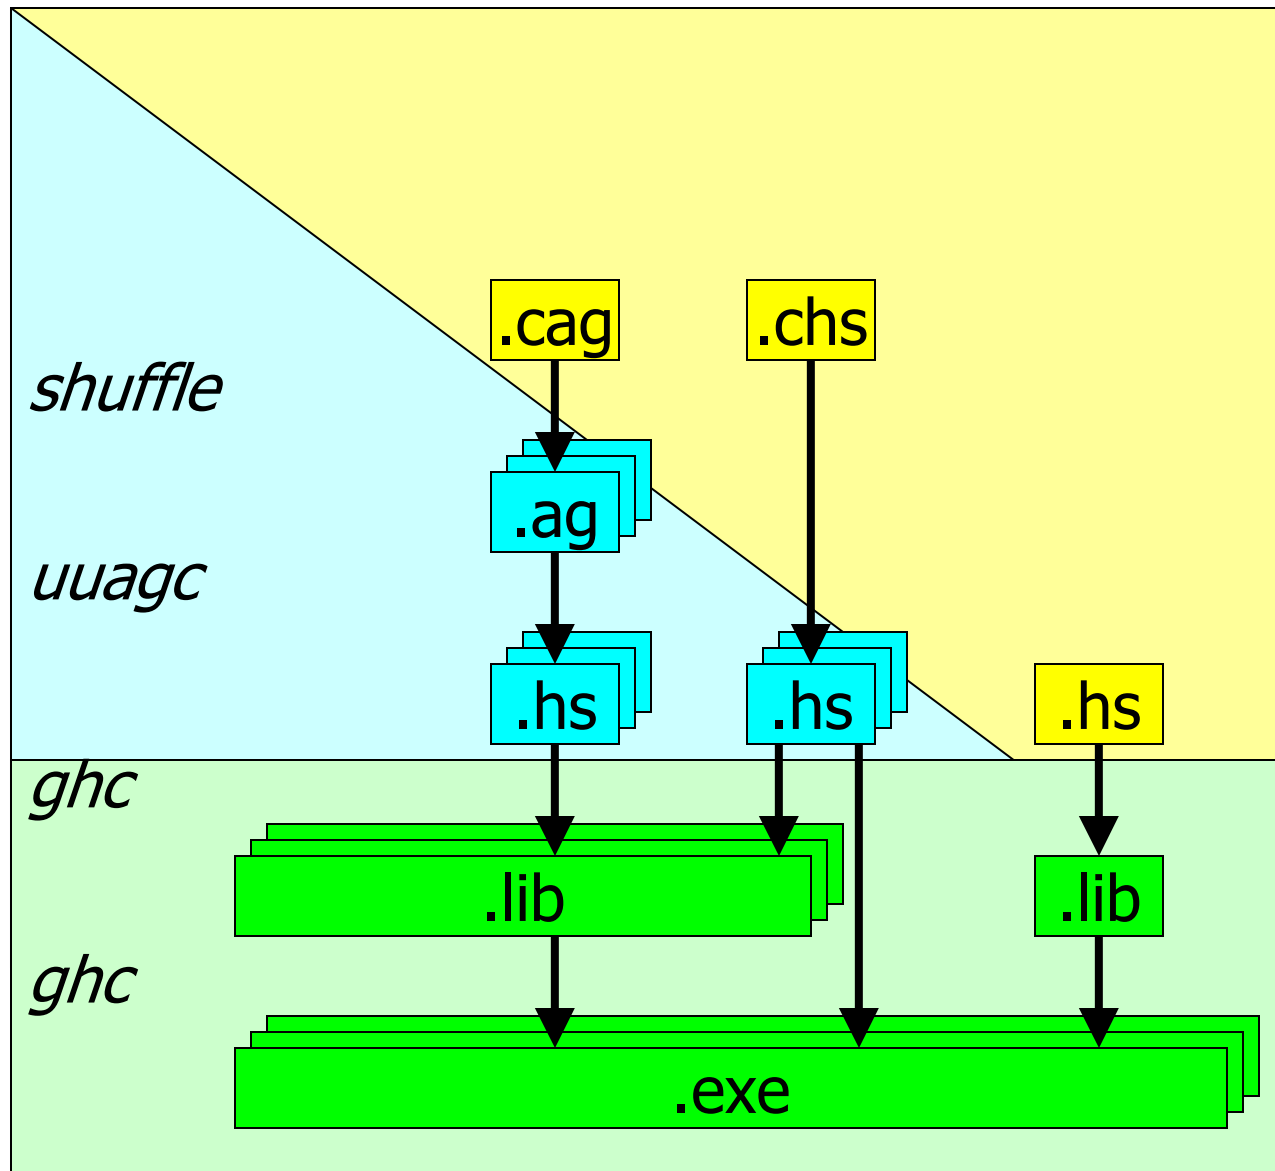 .cag
.chs
shuffle
.ag
uuagc
.hs
.hs
.hs
ghc
.lib
.lib
ghc
.exe